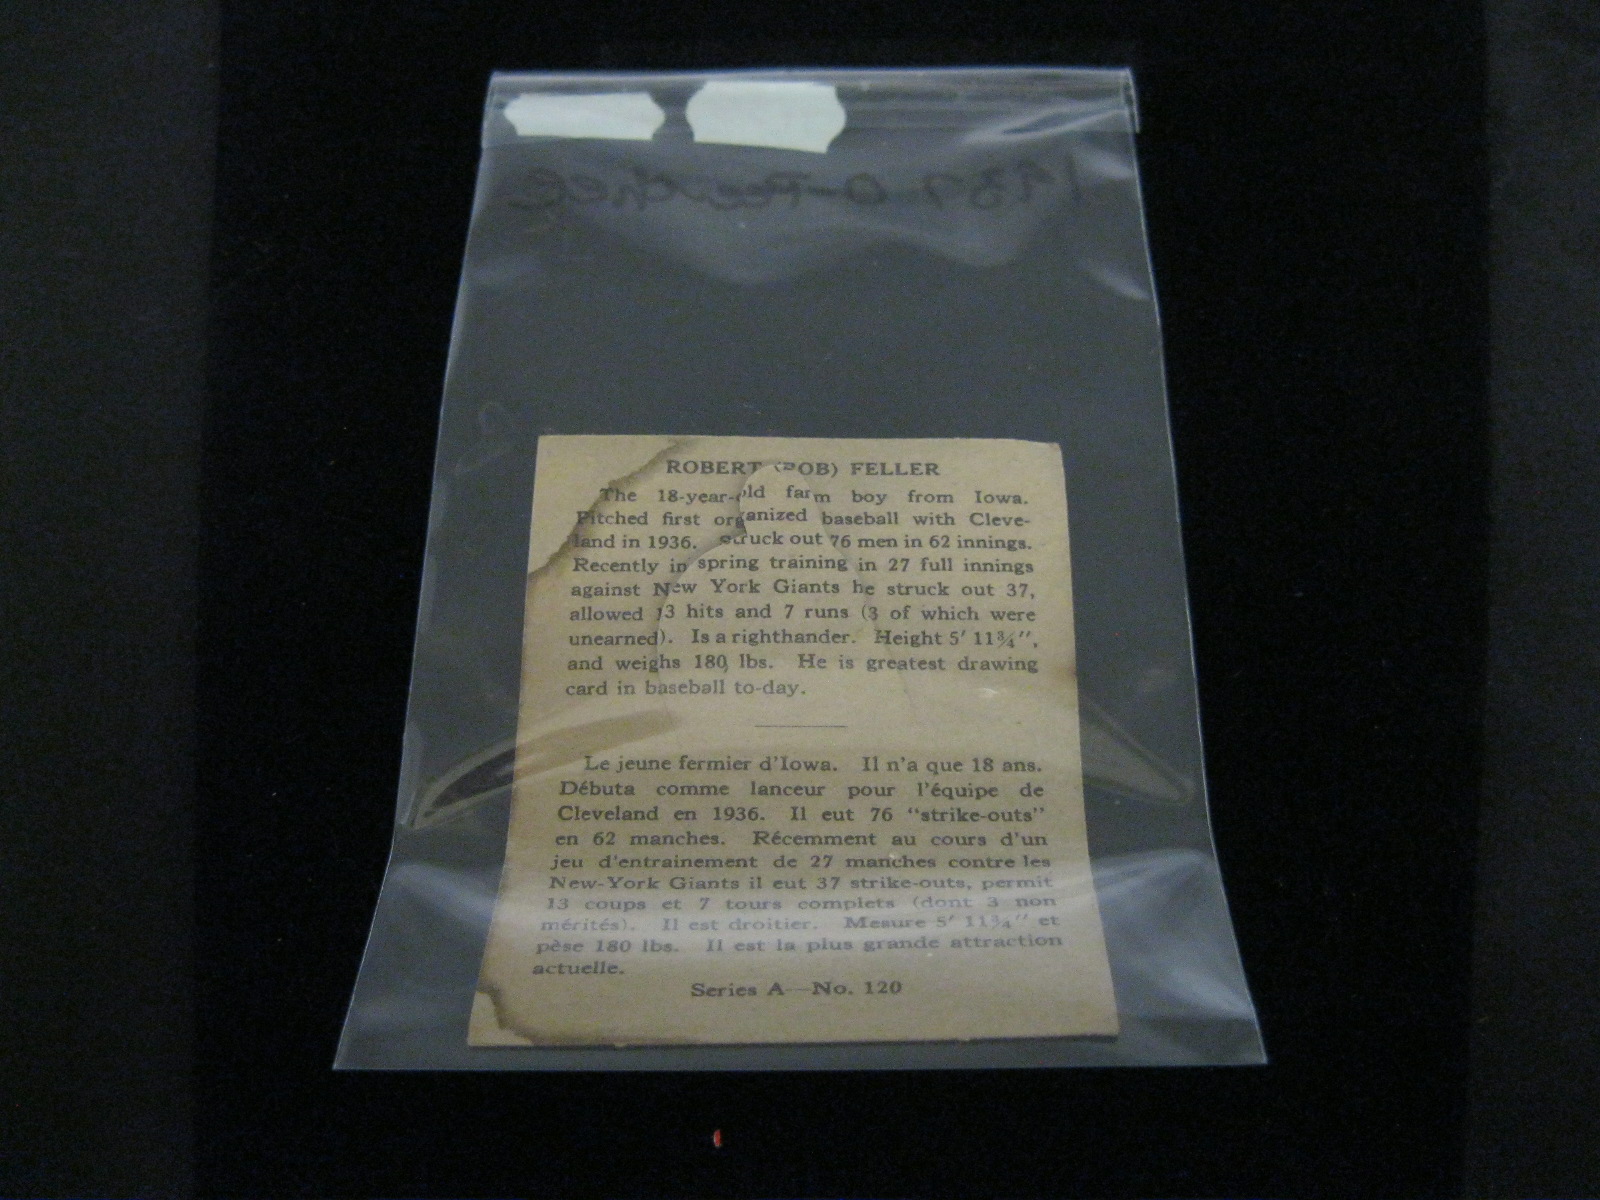 1937 O-Pee-Chee
ROBERT (BOB) FELLER
The 18-year-old farm boy from Iowa.
Pitched first organized baseball with Cleve-
land in 1936. Struck out 76 men in 62 innings.
Recently in spring training in 27 full innings
against New York Giants he struck out 37,
allowed 13 hits and 7 runs (3 of which were
unearned). Is a righthander. Height 5′ 11¾″,
and weighs 180 lbs. He is greatest drawing
card in baseball to-day.
Le jeune fermier d'Iowa. Il n'a que 18 ans.
Débuta comme lanceur pour l'équipe de
Cleveland en 1936. Il eut 76 "strike-outs"
en 62 manches. Récemment au cours d'un
jeu d'entrainement de 27 manches contre les
New-York Giants il eut 37 strike-outs, permit
13 coups et 7 tours complets (dont 3 non
mérités). Il est droitier. Mesure 5′ 11¾″ et
pèse 180 lbs. Il est la plus grande attraction
actuelle.
Series A—No. 120